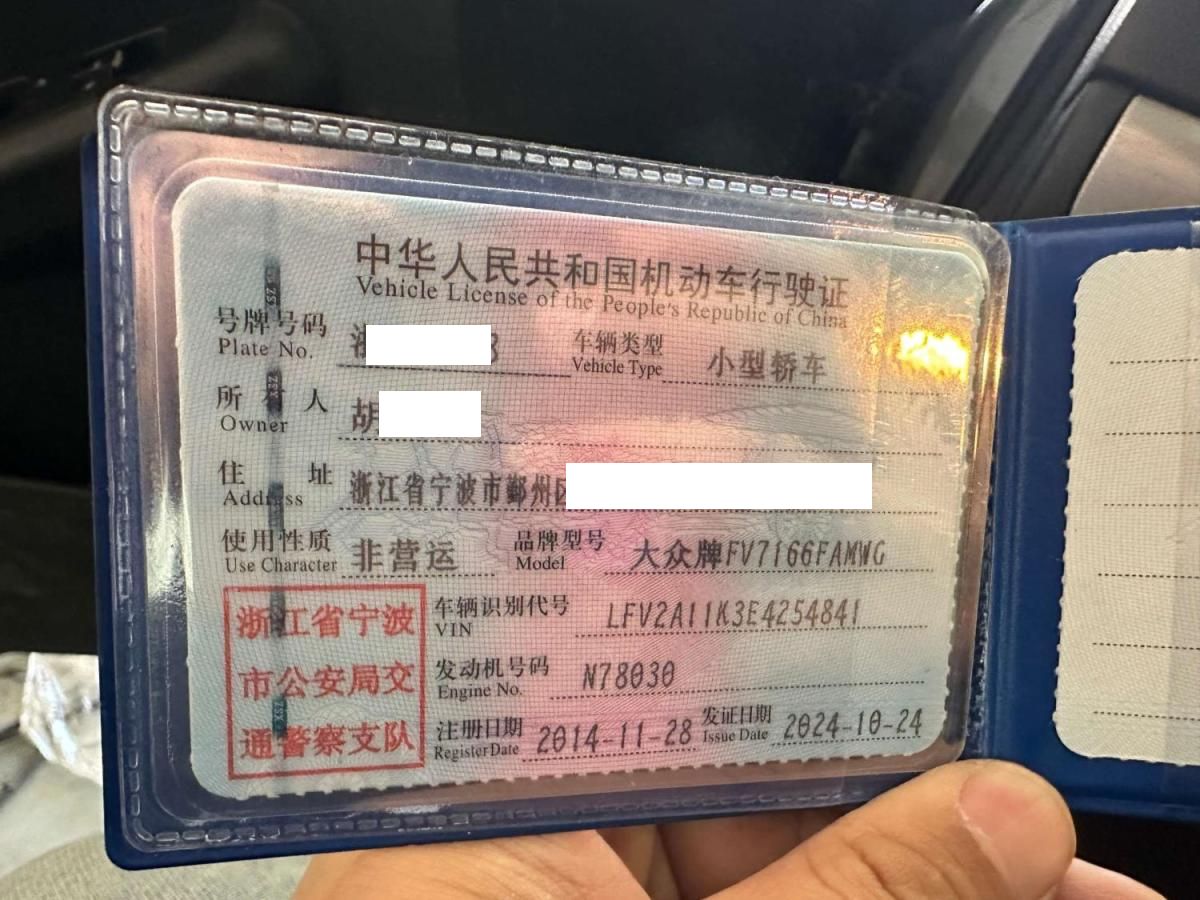 中华人民共和国机动车行驶证
Vehicle License of the People's Republic of China
号牌号码 浙 8 车辆类型 小型轿车
Plate No. Vehicle Type
所有人 胡
Owner
住址 浙江省宁波市鄞州区
Address
使用性质 非营运 品牌型号 大众牌FV7166FAMWG
Use Character Model
车辆识别代号 LFV2A11K3E4254841
VIN
发动机号码 N78030
Engine No.
注册日期 2014-11-28 发证日期 2024-10-24
Register Date Issue Date
浙江省宁波
市公安局交
通警察支队